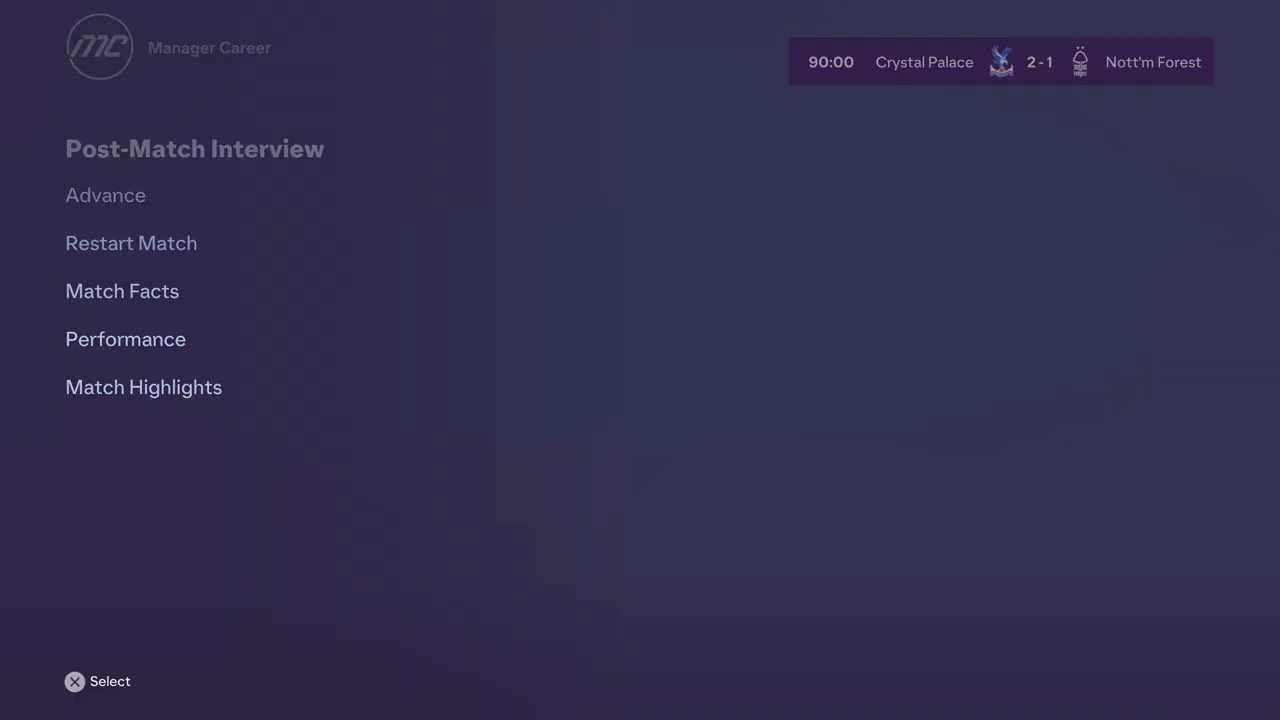 MC Manager Career
90:00 Crystal Palace 2 - 1 Nott'm Forest
Post-Match Interview
Advance
Restart Match
Match Facts
Performance
Match Highlights
Select